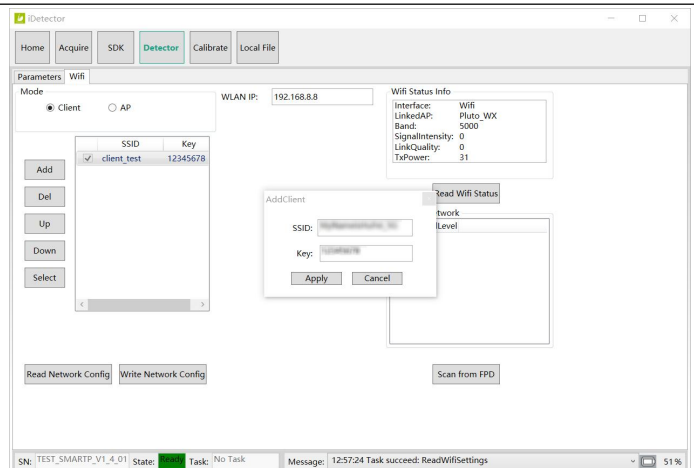 iDetector
Home Acquire SDK Detector Calibrate Local File
Parameters Wifi
Mode
Client AP
WLAN IP: 192.168.8.8
Wifi Status Info
Interface: Wifi
LinkedAP: Pluto_WX
Band: 5000
SignalIntensity: 0
LinkQuality: 0
TxPower: 31
SSID Key
client_test 12345678
Add
Del
Up
Down
Select
Read Wifi Status
AddClient
SSID:
Key:
Apply Cancel
Read Network Config Write Network Config
Scan from FPD
SN: TEST_SMARTP_V1_4_01 State: Ready Task: No Task Message: 12:57:24 Task succeed: ReadWifiSettings 51%